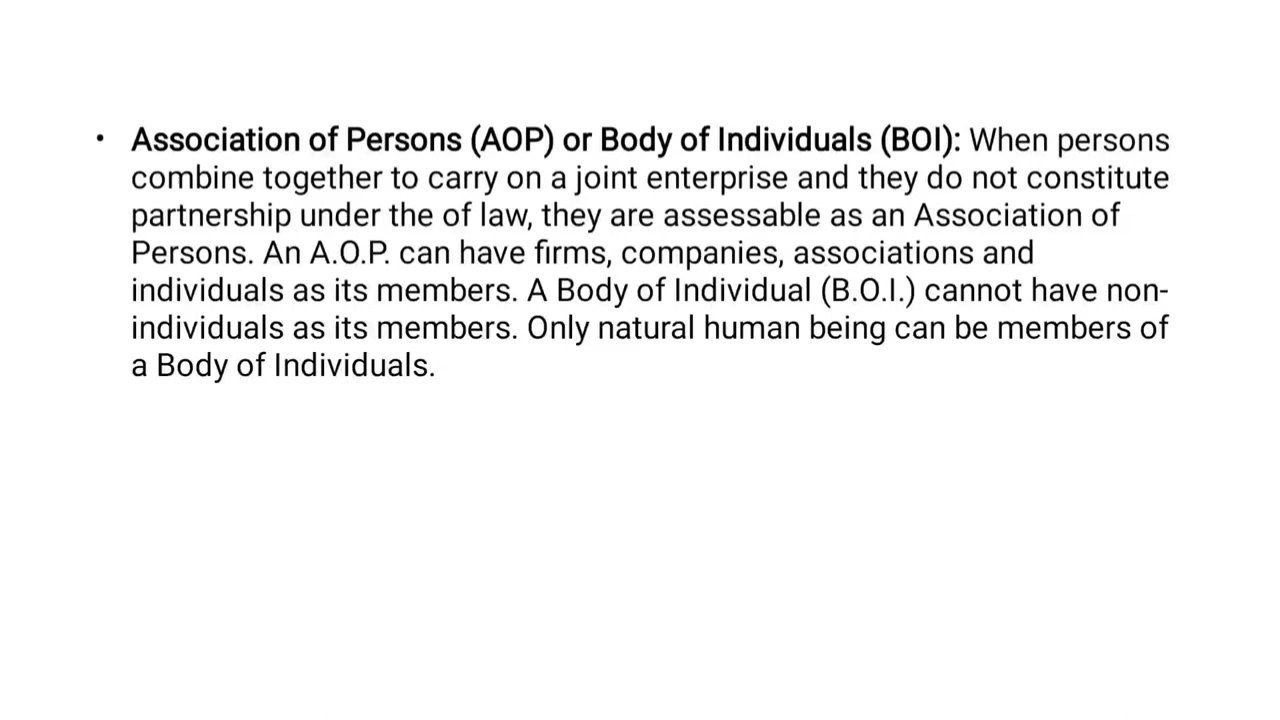 • Association of Persons (AOP) or Body of Individuals (BOI): When persons
combine together to carry on a joint enterprise and they do not constitute
partnership under the of law, they are assessable as an Association of
Persons. An A.O.P. can have firms, companies, associations and
individuals as its members. A Body of Individual (B.O.I.) cannot have non-
individuals as its members. Only natural human being can be members of
a Body of Individuals.